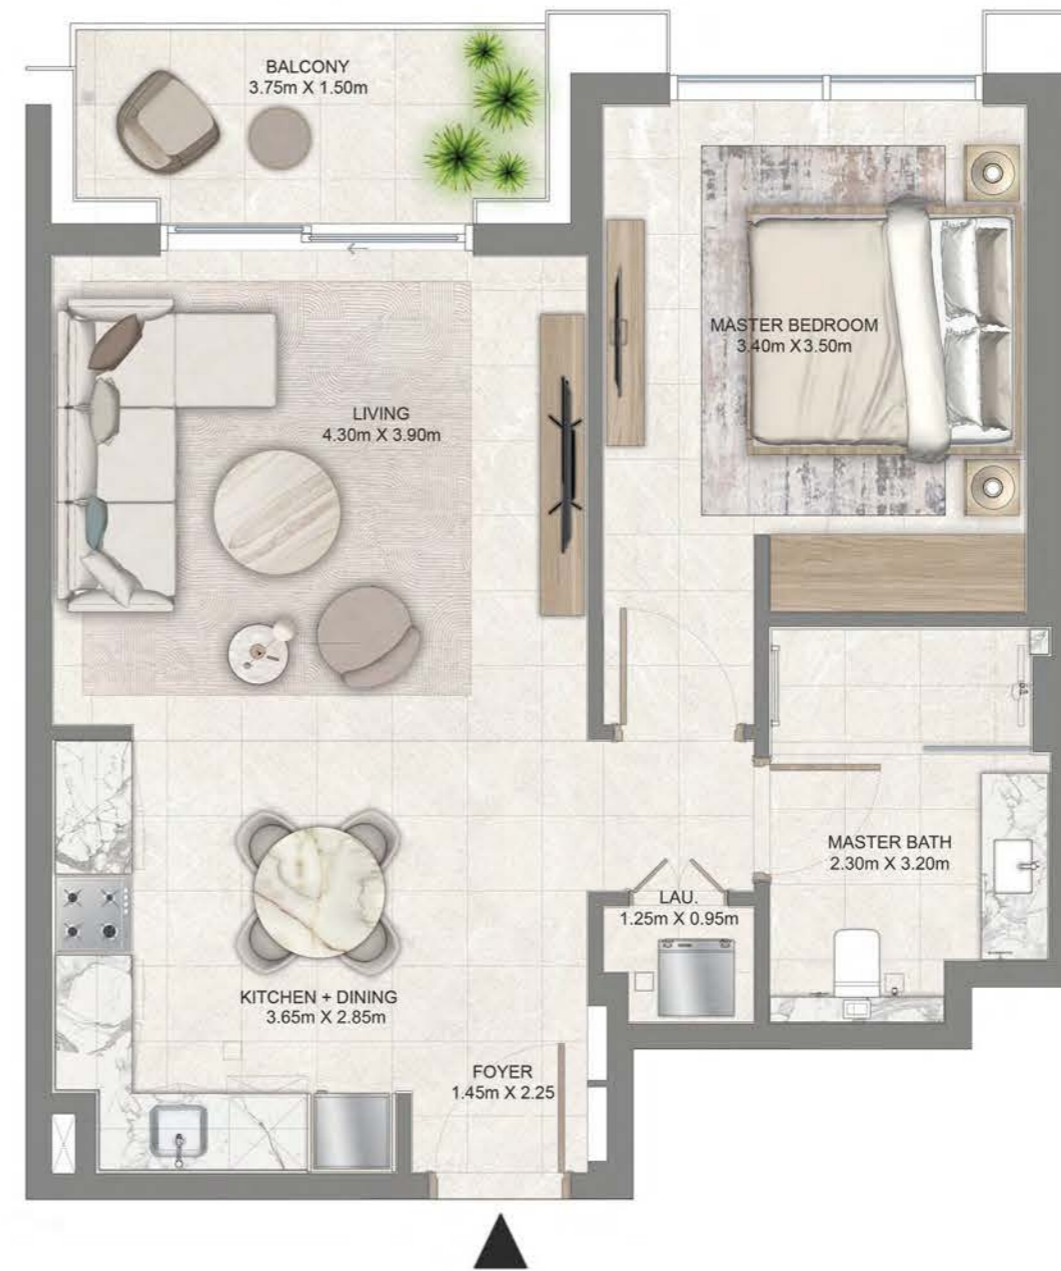 BALCONY
3.75m X 1.50m
MASTER BEDROOM
3.40m X 3.50m
LIVING
4.30m X 3.90m
MASTER BATH
2.30m X 3.20m
LAU.
1.25m X 0.95m
KITCHEN + DINING
3.65m X 2.85m
FOYER
1.45m X 2.25